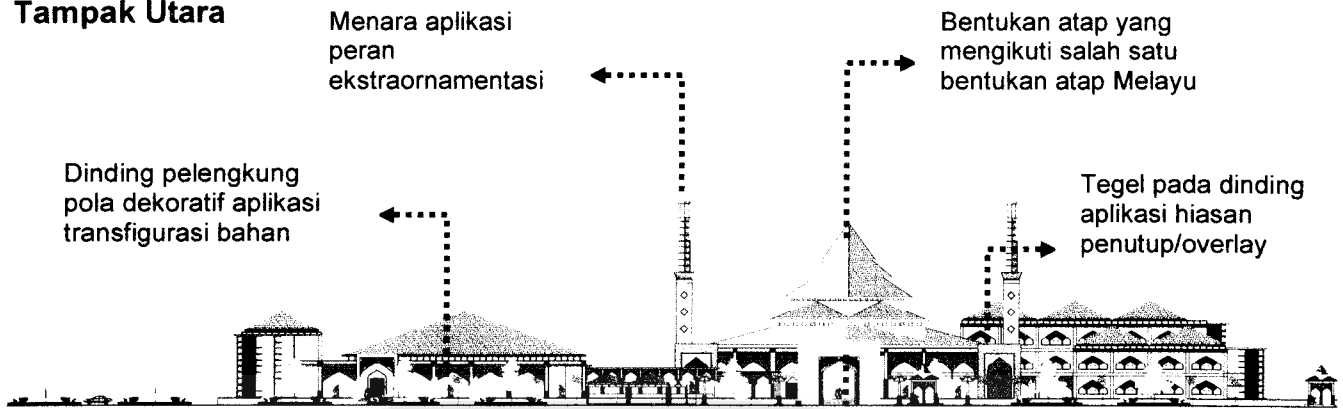 Tampak Utara
Menara aplikasi
peran
ekstraornamentasi
Bentukan atap yang
mengikuti salah satu
bentukan atap Melayu
Dinding pelengkung
pola dekoratif aplikasi
transfigurasi bahan
Tegel pada dinding
aplikasi hiasan
penutup/overlay